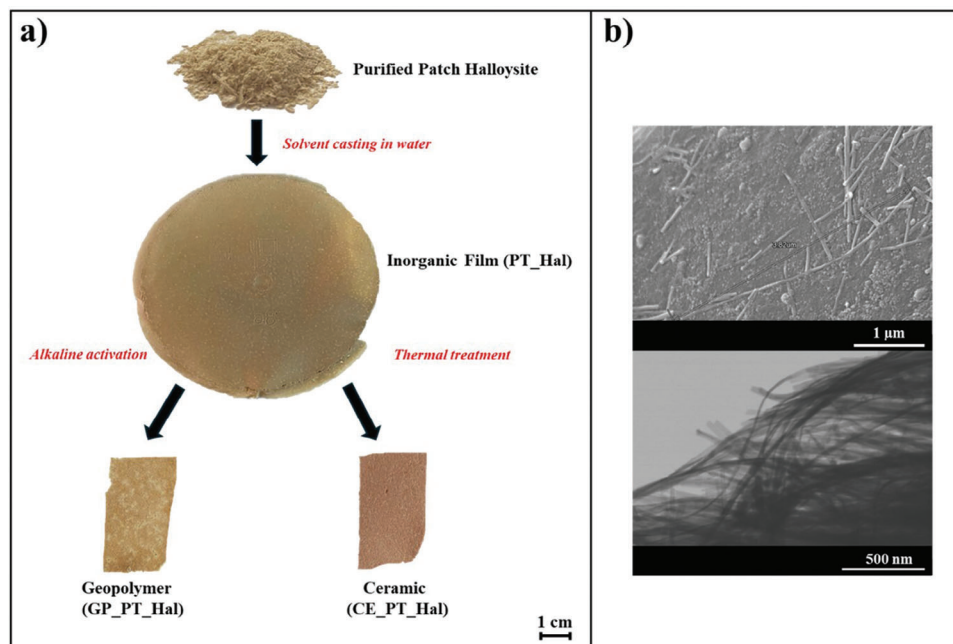 a)
Purified Patch Halloysite
Solvent casting in water
Inorganic Film (PT_Hal)
Alkaline activation
Thermal treatment
Geopolymer
(GP_PT_Hal)
Ceramic
(CE_PT_Hal)
1 cm
b)
1 µm
500 nm